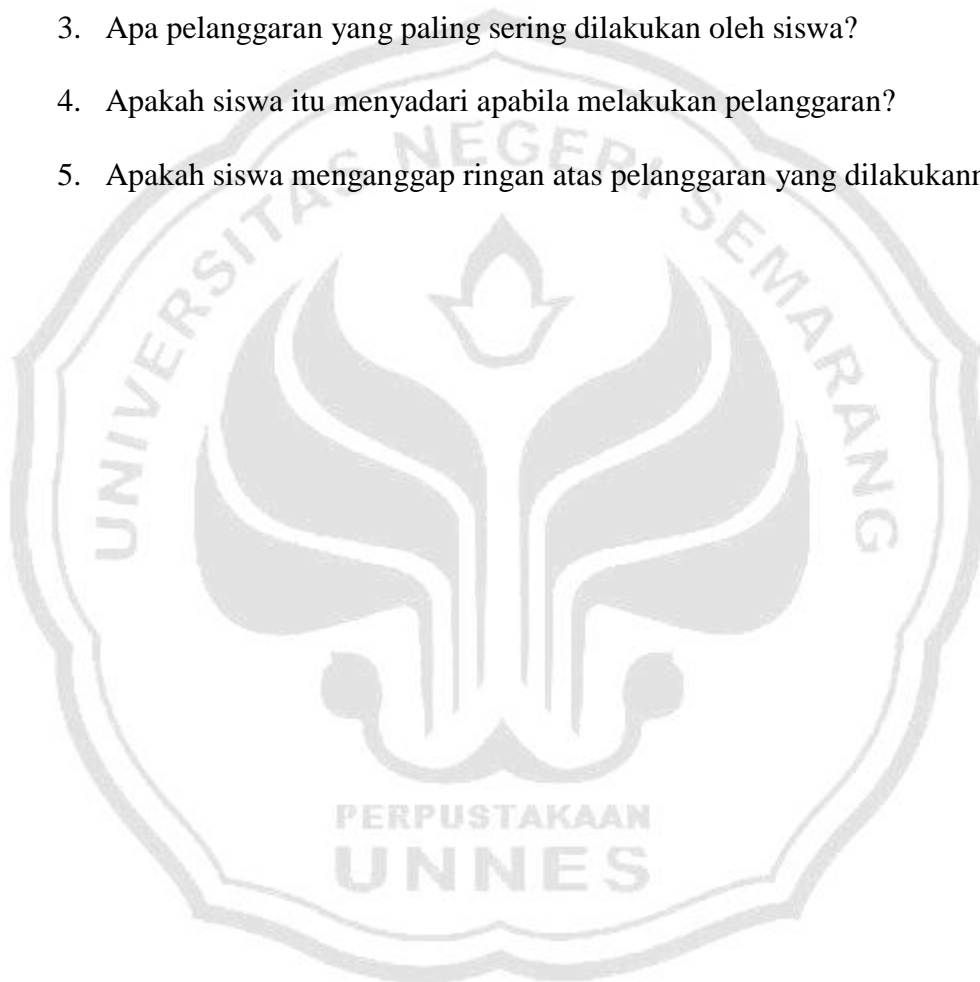 3. Apa pelanggaran yang paling sering dilakukan oleh siswa?
4. Apakah siswa itu menyadari apabila melakukan pelanggaran?
5. Apakah siswa menganggap ringan atas pelanggaran yang
UNIVERSITAS NEGERI SEMARANG
PERPUSTAKAAN
UNNES